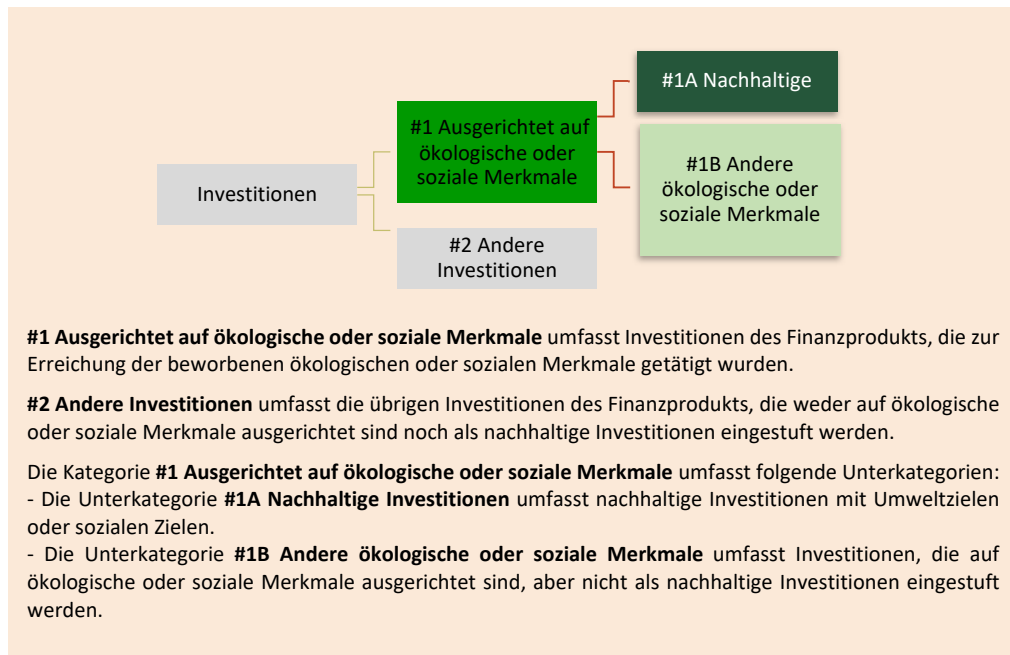 #1A Nachhaltige
#1 Ausgerichtet auf
ökologische oder
soziale Merkmale
#1B Andere
ökologische oder
soziale Merkmale
Investitionen
#2 Andere
Investitionen
#1 Ausgerichtet auf ökologische oder soziale Merkmale umfasst Investitionen des Finanzprodukts, die zur
Erreichung der beworbenen ökologischen oder sozialen Merkmale getätigt wurden.
#2 Andere Investitionen umfasst die übrigen Investitionen des Finanzprodukts, die weder auf ökologische
oder soziale Merkmale ausgerichtet sind noch als nachhaltige Investitionen eingestuft werden.
Die Kategorie #1 Ausgerichtet auf ökologische oder soziale Merkmale umfasst folgende Unterkategorien:
- Die Unterkategorie #1A Nachhaltige Investitionen umfasst nachhaltige Investitionen mit Umweltzielen
oder sozialen Zielen.
- Die Unterkategorie #1B Andere ökologische oder soziale Merkmale umfasst Investitionen, die auf
ökologische oder soziale Merkmale ausgerichtet sind, aber nicht als nachhaltige Investitionen eingestuft
werden.